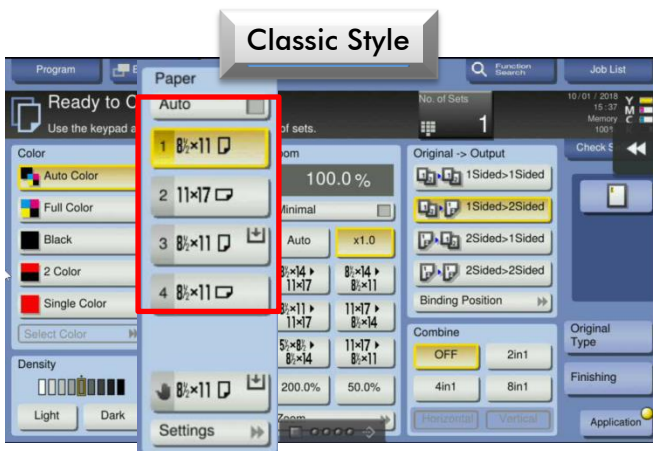 Classic Style
Program
Function
Search
Job List
Paper
Ready to C
Use the keypad a
of sets.
No. of Sets
1
10/01 / 2018
15:37
Memory
100
Y
M
C
Check S
Color
Auto Color
Full Color
Black
2 Color
Single Color
Select Color
Density
Light
Dark
Auto
1 8½×11
2 11×17
3 8½×11
4 8½×11
8½×11
Settings
oom
100.0 %
Minimal
Auto
x1.0
8½×14 ▸
11×17
8½×14 ▸
8½×11
8½×11 ▸
11×17
11×17 ▸
8½×14
5½×8½ ▸
8½×14
11×17 ▸
8½×11
200.0%
50.0%
Zoom
Original -> Output
1Sided>1Sided
1Sided>2Sided
2Sided>1Sided
2Sided>2Sided
Binding Position
Combine
OFF
2in1
4in1
8in1
Horizontal
Vertical
Original
Type
Finishing
Application